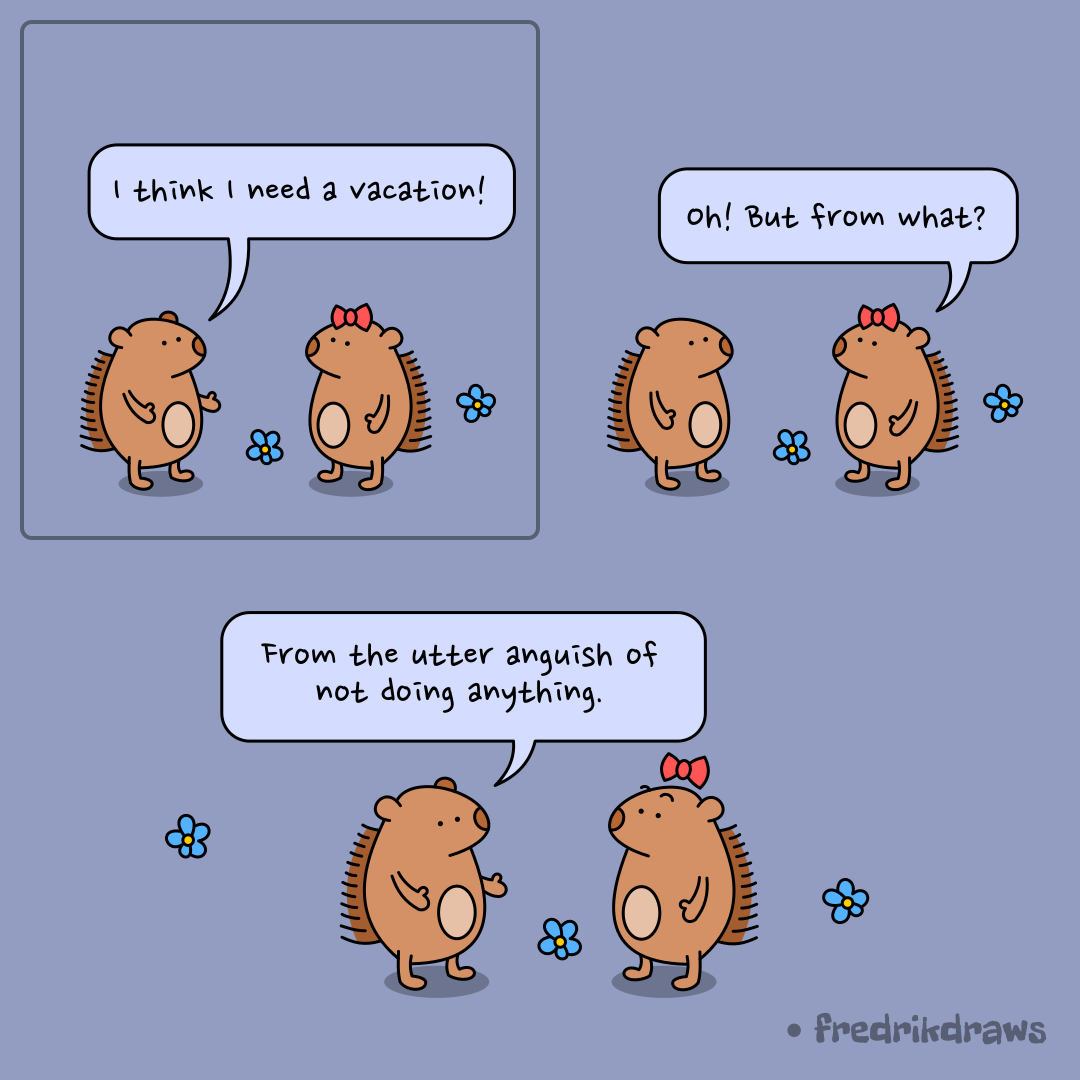 I think I need a vacation!
Oh! But from what?
From the utter anguish of
not doing anything.
• fredrikdraws